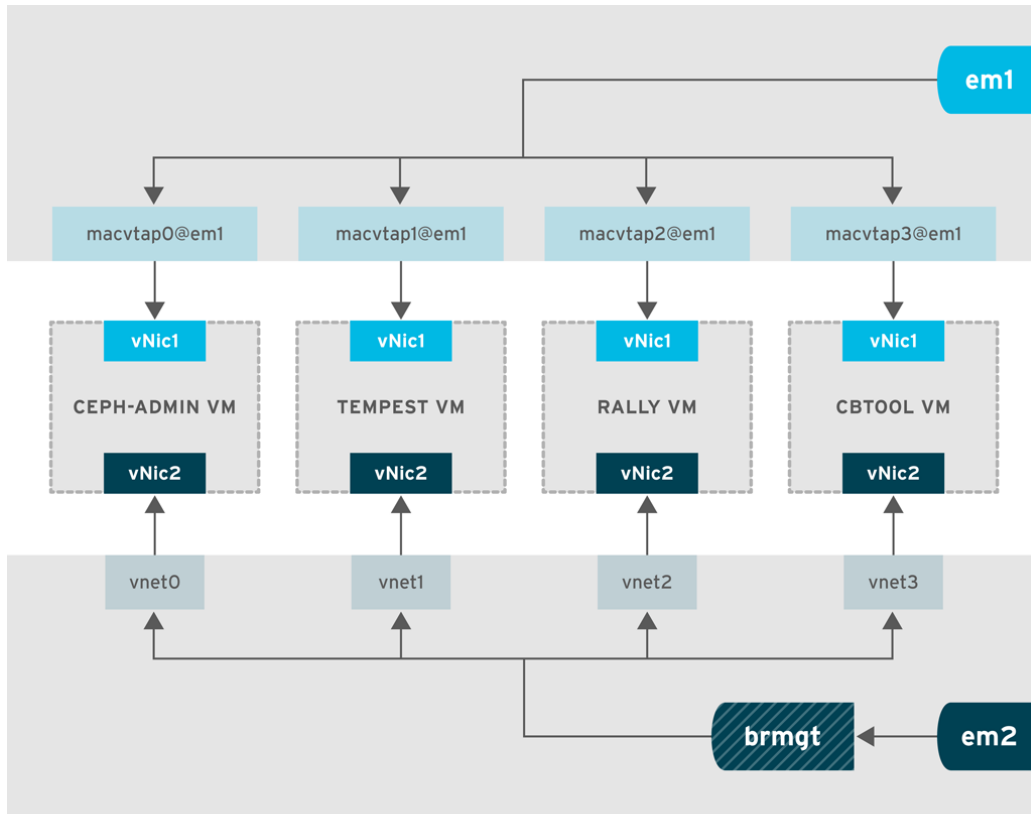 em1
macvtap0@em1
macvtap1@em1
macvtap2@em1
macvtap3@em1
vNic1
vNic1
vNic1
vNic1
CEPH-ADMIN VM
TEMPEST VM
RALLY VM
CBTOOL VM
vNic2
vNic2
vNic2
vNic2
vnet0
vnet1
vnet2
vnet3
brmgt
em2